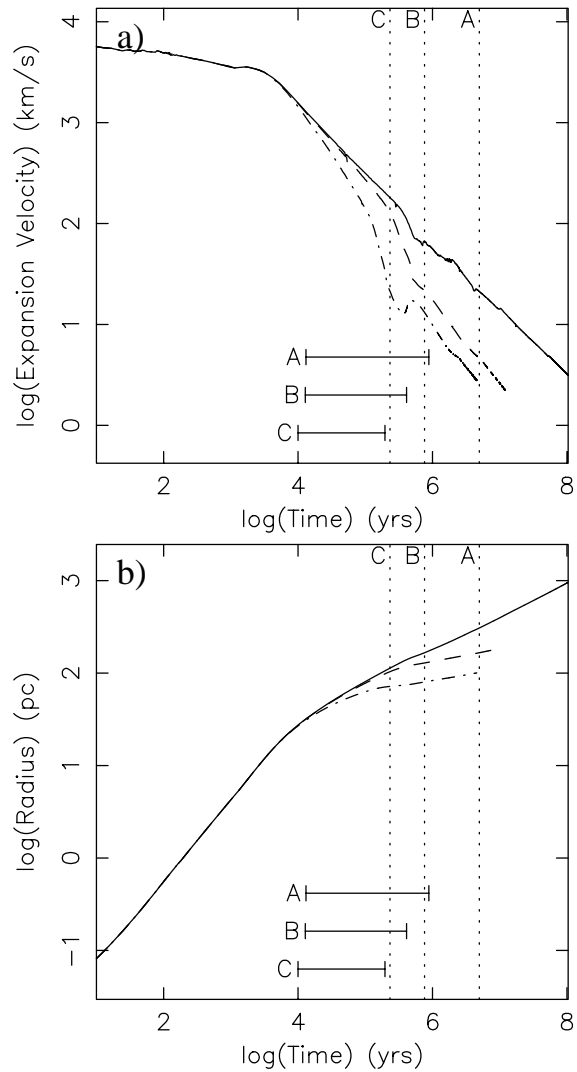 a)
C B A
4
3
2
1
0
log(Expansion Velocity) (km/s)
A
B
C
2 4 6 8
log(Time) (yrs)
b)
C B A
3
2
1
0
−1
log(Radius) (pc)
A
B
C
2 4 6 8
log(Time) (yrs)